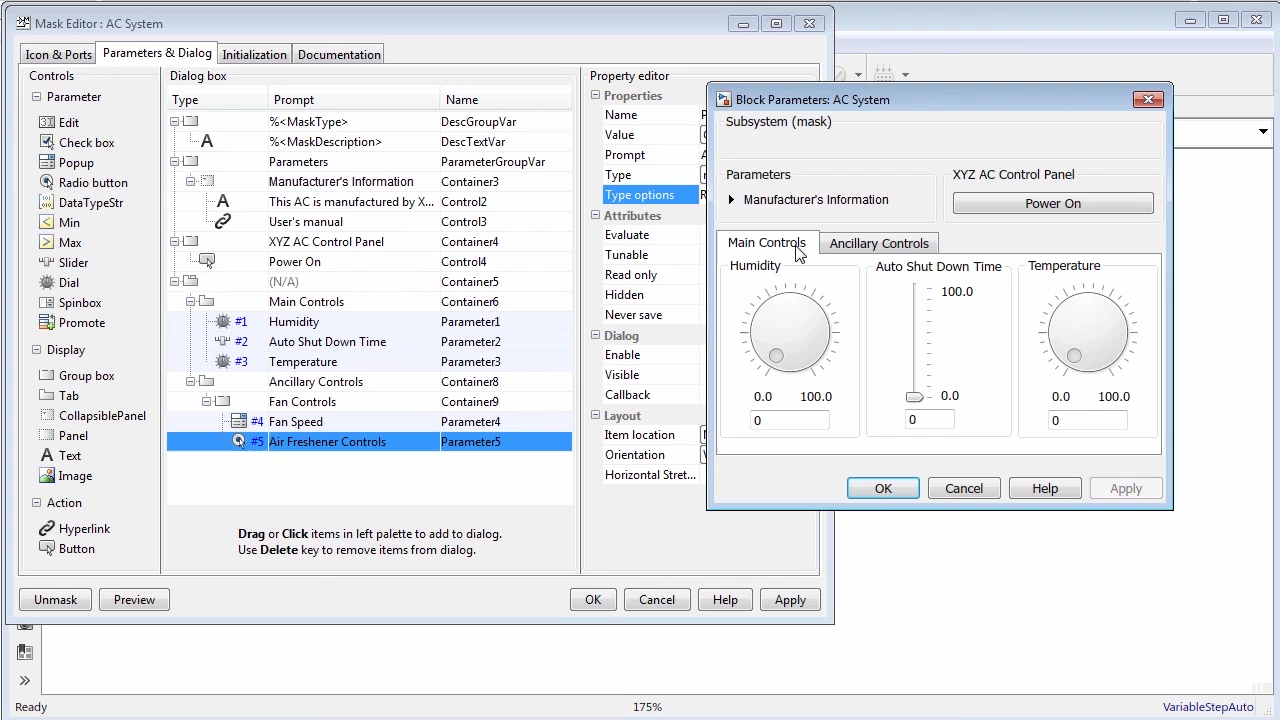 Mask Editor : AC System
Icon & Ports
Parameters & Dialog
Initialization
Documentation
Controls
Parameter
Edit
Check box
Popup
Radio button
DataTypeStr
Min
Max
Slider
Dial
Spinbox
Promote
Display
Group box
Tab
CollapsiblePanel
Panel
Text
Image
Action
Hyperlink
Button
Dialog box
Type Prompt Name
%<MaskType> DescGroupVar
A %<MaskDescription> DescTextVar
Parameters ParameterGroupVar
Manufacturer's Information Container3
A This AC is manufactured by X... Control2
User's manual Control3
XYZ AC Control Panel Container4
Power On Control4
(N/A) Container5
Main Controls Container6
#1 Humidity Parameter1
#2 Auto Shut Down Time Parameter2
#3 Temperature Parameter3
Ancillary Controls Container8
Fan Controls Container9
#4 Fan Speed Parameter4
#5 Air Freshener Controls Parameter5
Drag or Click items in left palette to add to dialog.
Use Delete key to remove items from dialog.
Property editor
Properties
Name
Value
Prompt
Type
Type options
Attributes
Evaluate
Tunable
Read only
Hidden
Never save
Dialog
Enable
Visible
Callback
Layout
Item location
Orientation
Horizontal Stret...
Unmask
Preview
OK
Cancel
Help
Apply
Block Parameters: AC System
Subsystem (mask)
Parameters
Manufacturer's Information
XYZ AC Control Panel
Power On
Main Controls
Ancillary Controls
Humidity
0.0 100.0
0
Auto Shut Down Time
100.0
0.0
0
Temperature
0.0 100.0
0
OK
Cancel
Help
Apply
Ready
175%
VariableStepAuto